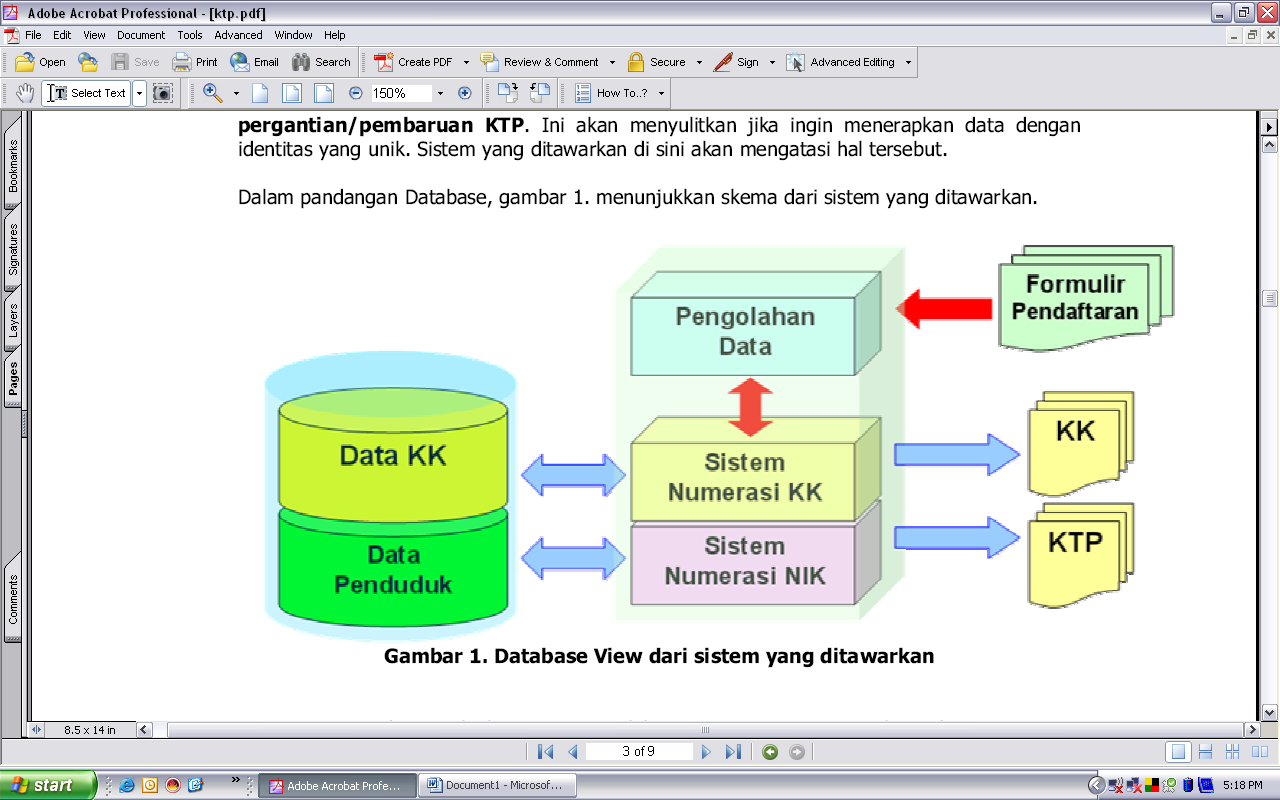 Adobe Acrobat Professional - [ktp.pdf]
File Edit View Document Tools Advanced Window Help
Open Save Print Email Search Create PDF Review & Comment Secure Sign Advanced Editing
Select Text 150% How To..?
Bookmarks
Signatures
Layers
Pages
Comments
pergantian/pembaruan KTP. Ini akan menyulitkan jika ingin menerapkan data dengan
identitas yang unik. Sistem yang ditawarkan di sini akan mengatasi hal tersebut.
Dalam pandangan Database, gambar 1. menunjukkan skema dari sistem yang ditawarkan.
Formulir
Pendaftaran
Pengolahan
Data
Data KK
Sistem
Numerasi KK
KK
Data
Penduduk
Sistem
Numerasi NIK
KTP
Gambar 1. Database View dari sistem yang ditawarkan
8.5 x 14 in
3 of 9
start Adobe Acrobat Profe... Document1 - Microsof... 5:18 PM